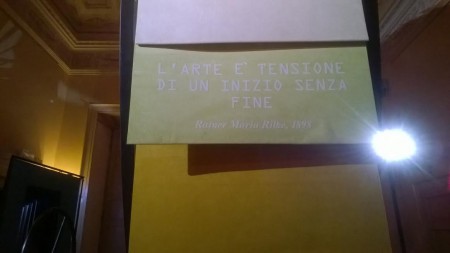 L'ARTE E' TENSIONE
DI UN INIZIO SENZA
FINE
Rainer Maria Rilke,